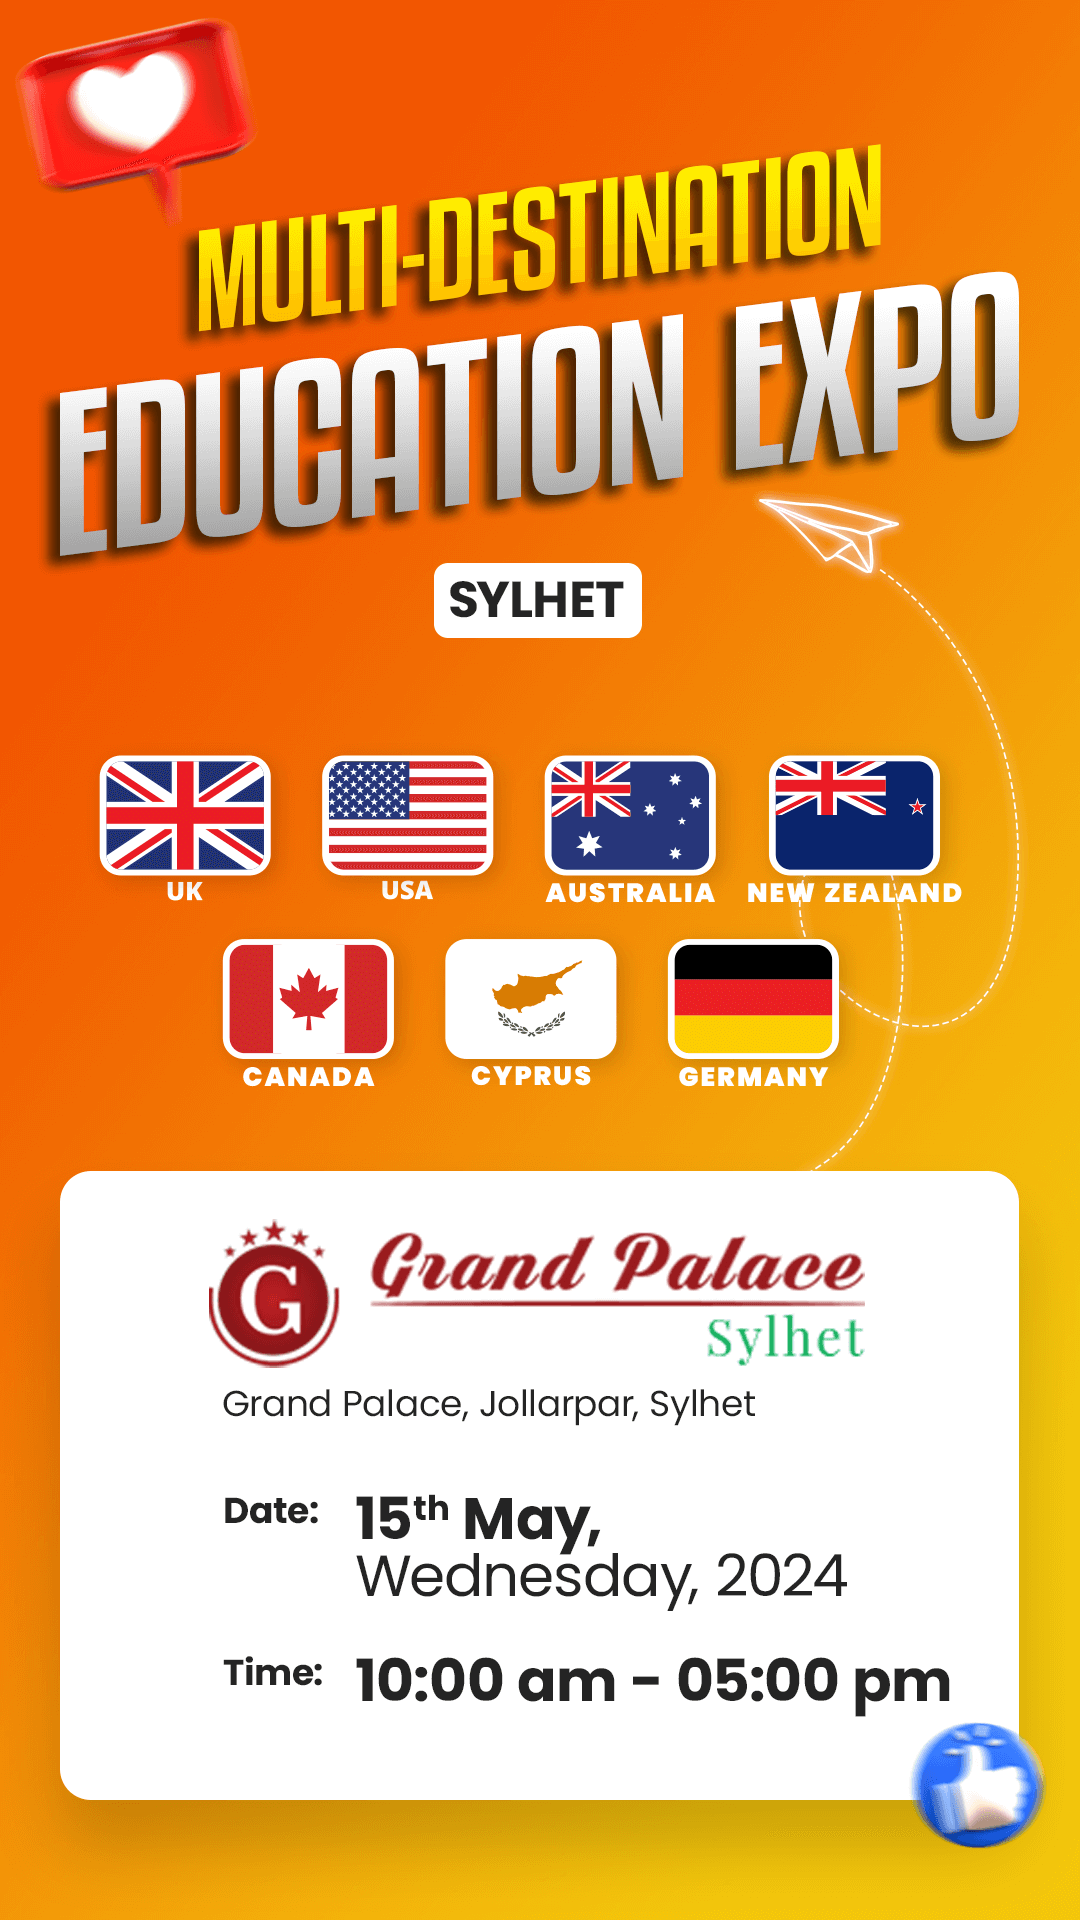 MULTI-DESTINATION
EDUCATION EXPO
SYLHET
UK
USA
AUSTRALIA
NEW ZEALAND
CANADA
CYPRUS
GERMANY
G
Grand Palace
Sylhet
Grand Palace, Jollarpar, Sylhet
Date: 15th May,
Wednesday, 2024
Time: 10:00 am - 05:00 pm